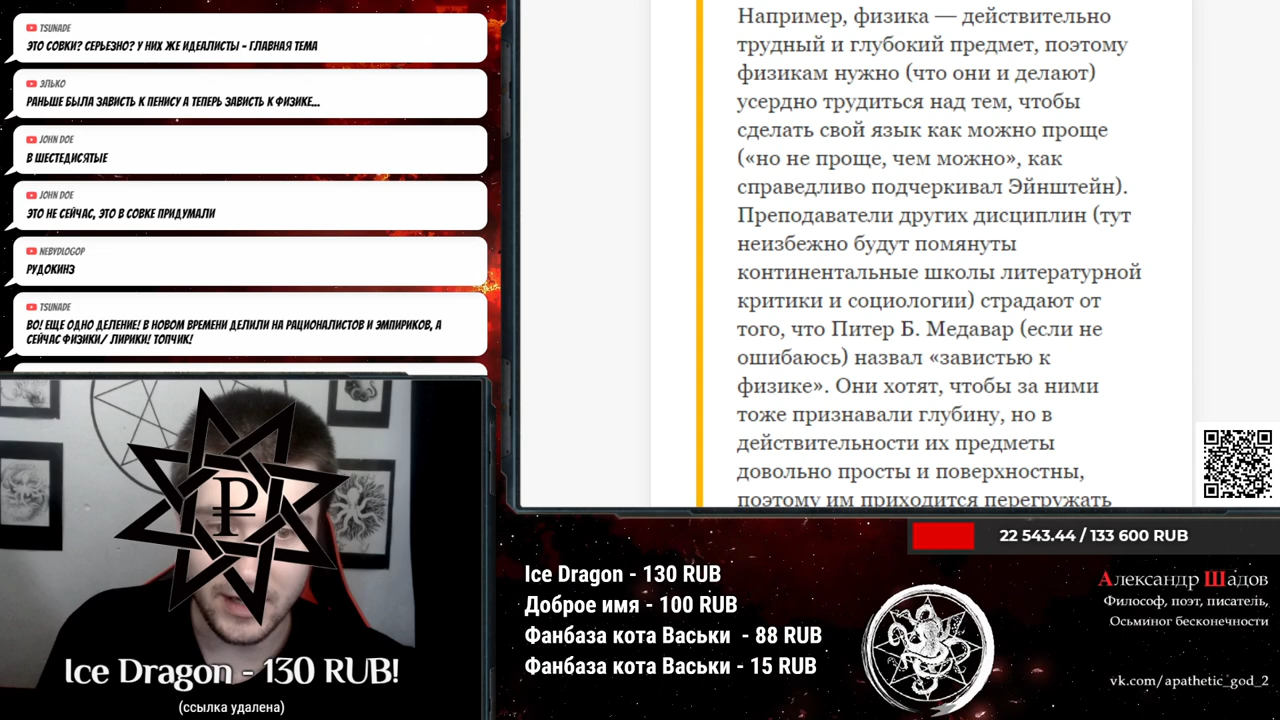 TSUNADE
ЭТО СОВКИ? СЕРЬЕЗНО? У НИХ ЖЕ ИДЕАЛИСТЫ - ГЛАВНАЯ ТЕМА
ЭЛЬКО
РАНЬШЕ БЫЛА ЗАВИСТЬ К ПЕНИСУ А ТЕПЕРЬ ЗАВИСТЬ К ФИЗИКЕ...
JOHN DOE
В ШЕСТЕДИСЯТЫЕ
JOHN DOE
ЭТО НЕ СЕЙЧАС, ЭТО В СОВКЕ ПРИДУМАЛИ
NEBYDLOGOP
РУДОКИНЗ
TSUNADE
ВО! ЕЩЕ ОДНО ДЕЛЕНИЕ! В НОВОМ ВРЕМЕНИ ДЕЛИЛИ НА РАЦИОНАЛИСТОВ И ЭМПИРИКОВ, А
СЕЙЧАС ФИЗИКИ/ ЛИРИКИ! ТОПЧИК!
Например, физика — действительно
трудный и глубокий предмет, поэтому
физикам нужно (что они и делают)
усердно трудиться над тем, чтобы
сделать свой язык как можно проще
(«но не проще, чем можно», как
справедливо подчеркивал Эйнштейн).
Преподаватели других дисциплин (тут
неизбежно будут помянуты
континентальные школы литературной
критики и социологии) страдают от
того, что Питер Б. Медавар (если не
ошибаюсь) назвал «завистью к
физике». Они хотят, чтобы за ними
тоже признавали глубину, но в
действительности их предметы
довольно просты и поверхностны,
поэтому им приходится перегружать
₽
Ice Dragon - 130 RUB!
(ссылка удалена)
22 543.44 / 133 600 RUB
Ice Dragon - 130 RUB
Доброе имя - 100 RUB
Фанбаза кота Васьки - 88 RUB
Фанбаза кота Васьки - 15 RUB
Александр Шадов
Философ, поэт, писатель,
Осьминог бесконечности
vk.com/apathetic_god_2